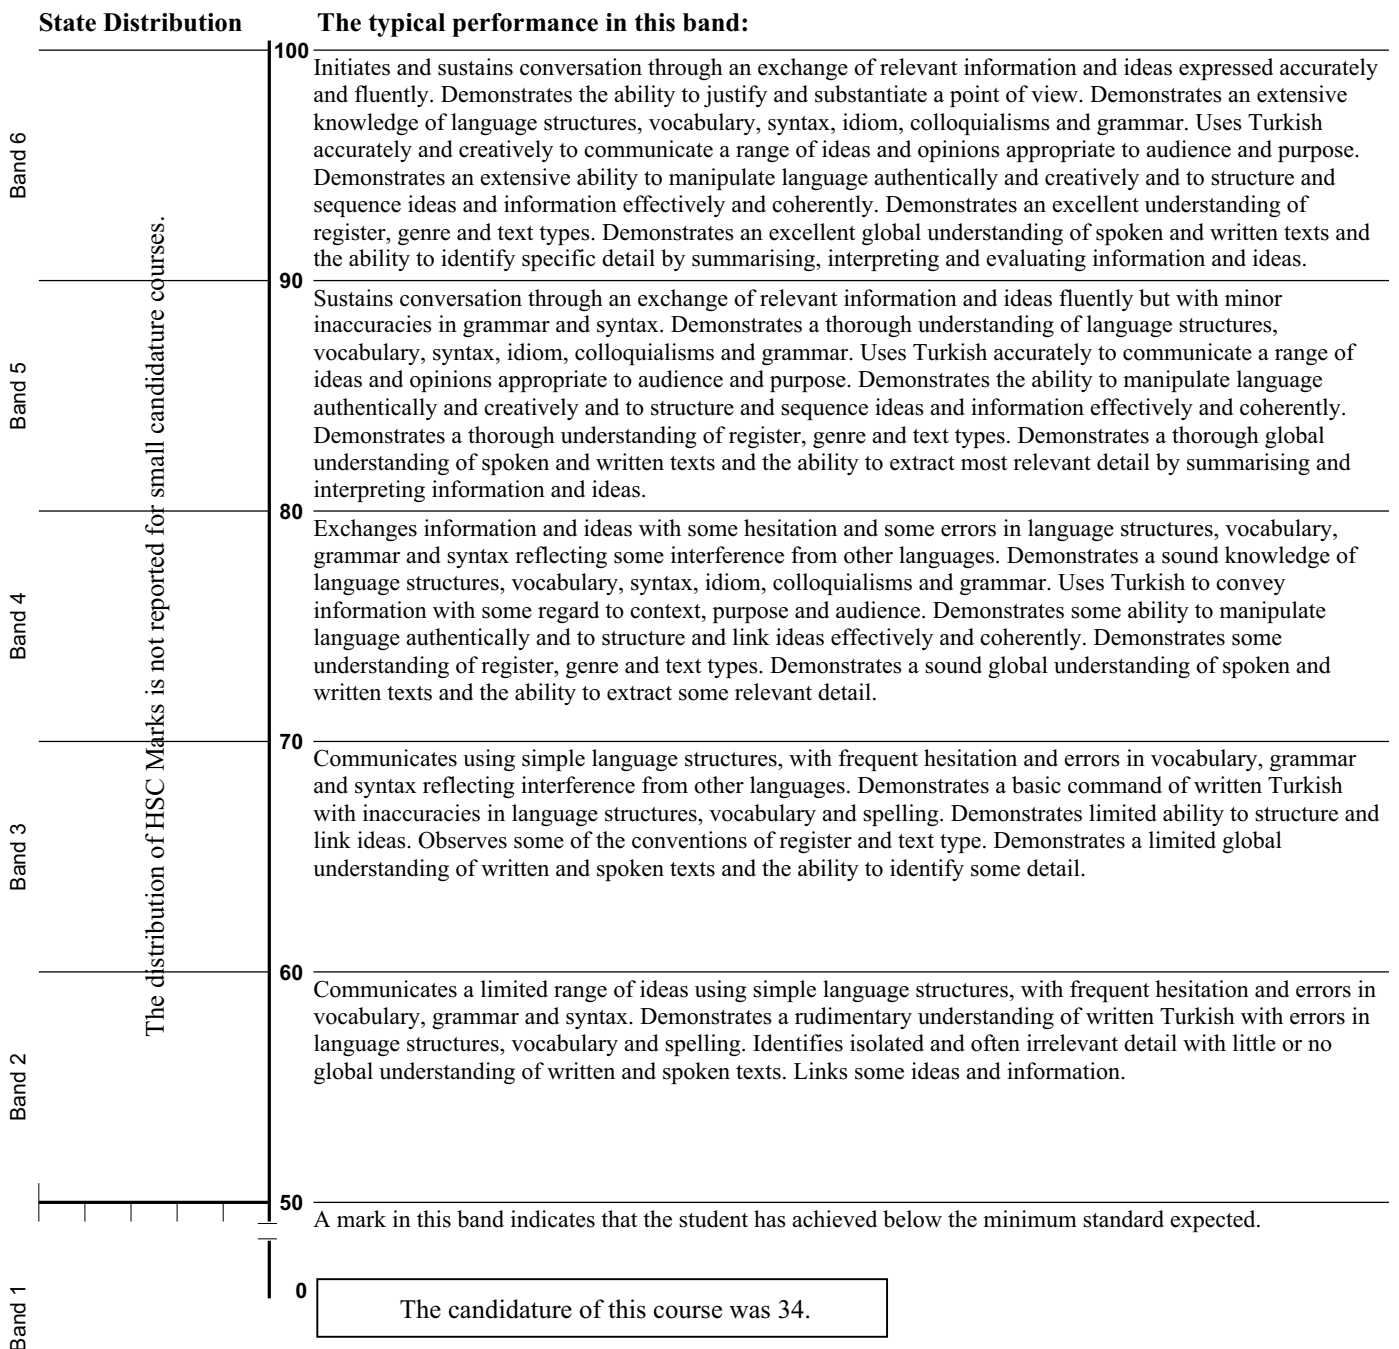 State Distribution
The typical performance in this band:
Band 6
Band 5
Band 4
Band 3
Band 2
Band 1
The distribution of HSC Marks is not reported for small candidature courses.
100
Initiates and sustains conversation through an exchange of relevant information and ideas expressed accurately
and fluently. Demonstrates the ability to justify and substantiate a point of view. Demonstrates an extensive
knowledge of language structures, vocabulary, syntax, idiom, colloquialisms and grammar. Uses Turkish
accurately and creatively to communicate a range of ideas and opinions appropriate to audience and purpose.
Demonstrates an extensive ability to manipulate language authentically and creatively and to structure and
sequence ideas and information effectively and coherently. Demonstrates an excellent understanding of
register, genre and text types. Demonstrates an excellent global understanding of spoken and written texts and
the ability to identify specific detail by summarising, interpreting and evaluating information and ideas.
90
Sustains conversation through an exchange of relevant information and ideas fluently but with minor
inaccuracies in grammar and syntax. Demonstrates a thorough understanding of language structures,
vocabulary, syntax, idiom, colloquialisms and grammar. Uses Turkish accurately to communicate a range of
ideas and opinions appropriate to audience and purpose. Demonstrates the ability to manipulate language
authentically and creatively and to structure and sequence ideas and information effectively and coherently.
Demonstrates a thorough understanding of register, genre and text types. Demonstrates a thorough global
understanding of spoken and written texts and the ability to extract most relevant detail by summarising and
interpreting information and ideas.
80
Exchanges information and ideas with some hesitation and some errors in language structures, vocabulary,
grammar and syntax reflecting some interference from other languages. Demonstrates a sound knowledge of
language structures, vocabulary, syntax, idiom, colloquialisms and grammar. Uses Turkish to convey
information with some regard to context, purpose and audience. Demonstrates some ability to manipulate
language authentically and to structure and link ideas effectively and coherently. Demonstrates some
understanding of register, genre and text types. Demonstrates a sound global understanding of spoken and
written texts and the ability to extract some relevant detail.
70
Communicates using simple language structures, with frequent hesitation and errors in vocabulary, grammar
and syntax reflecting interference from other languages. Demonstrates a basic command of written Turkish
with inaccuracies in language structures, vocabulary and spelling. Demonstrates limited ability to structure and
link ideas. Observes some of the conventions of register and text type. Demonstrates a limited global
understanding of written and spoken texts and the ability to identify some detail.
60
Communicates a limited range of ideas using simple language structures, with frequent hesitation and errors in
vocabulary, grammar and syntax. Demonstrates a rudimentary understanding of written Turkish with errors in
language structures, vocabulary and spelling. Identifies isolated and often irrelevant detail with little or no
global understanding of written and spoken texts. Links some ideas and information.
50
A mark in this band indicates that the student has achieved below the minimum standard expected.
0
The candidature of this course was 34.